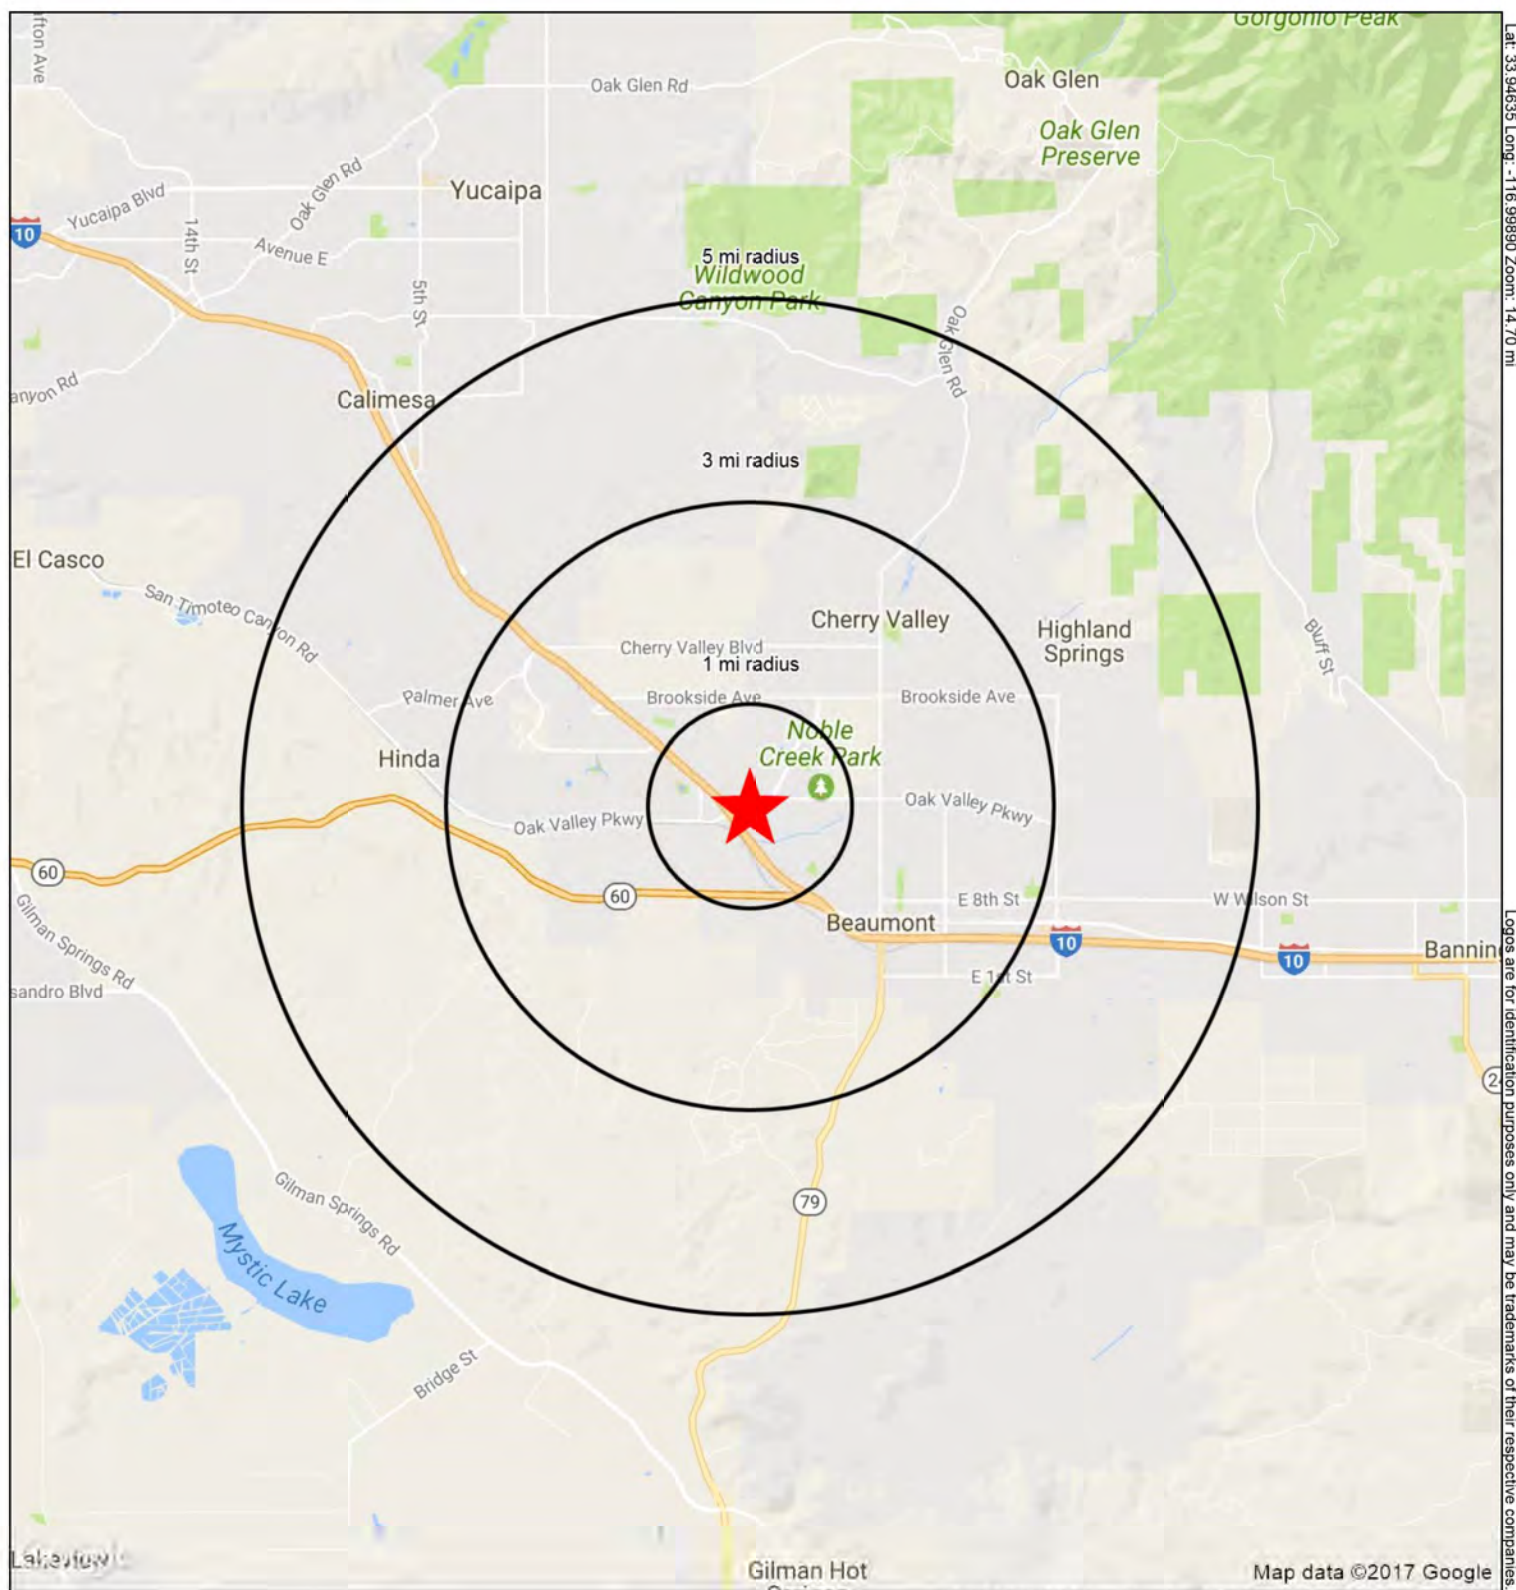 Gorgonio Peak
Oak Glen Rd
Oak Glen
Oak Glen
Preserve
Yucaipa
Yucaipa Blvd
Oak Glen Rd
14th St
10
Avenue E
5 mi radius
Wildwood
Canyon Park
5th St
Oak Glen Rd
Calimesa
3 mi radius
El Casco
San Timoteo Canyon Rd
Cherry Valley
Highland
Springs
Bluff St
Cherry Valley Blvd
1 mi radius
Palmer Ave
Brookside Ave
Brookside Ave
Noble
Creek Park
Hinda
Oak Valley Pkwy
Oak Valley Pkwy
60
60
E 8th St
W Wilson St
Beaumont
10
10
Gilman Springs Rd
E 1st St
sandro Blvd
79
Gilman Springs Rd
Mystic Lake
Bridge St
Gilman Hot
Map data ©2017 Google
Lat: 33.94635 Long: -116.99890 Zoom: 14.70 mi
Logos are for identification purposes only and may be trademarks of their respective companies.